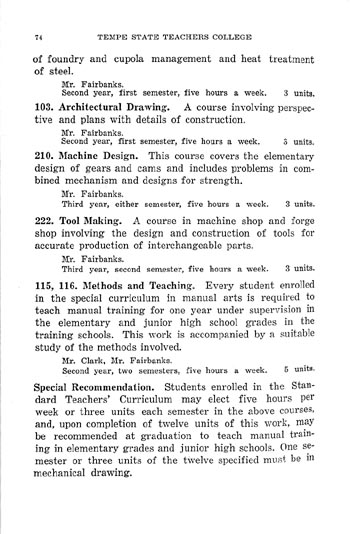 74 TEMPE STATE TEACHERS COLLEGE
of foundry and cupola management and heat treatment
of steel.
Mr. Fairbanks.
Second year, first semester, five hours a week. 3 units.
103. Architectural Drawing. A course involving perspec-
tive and plans with details of construction.
Mr. Fairbanks.
Second year, first semester, five hours a week. 3 units.
210. Machine Design. This course covers the elementary
design of gears and cams and includes problems in com-
bined mechanism and designs for strength.
Mr. Fairbanks.
Third year, either semester, five hours a week. 3 units.
222. Tool Making. A course in machine shop and forge
shop involving the design and construction of tools for
accurate production of interchangeable parts.
Mr. Fairbanks.
Third year, second semester, five hours a week. 3 units.
115, 116. Methods and Teaching. Every student enrolled
in the special curriculum in manual arts is required to
teach manual training for one year under supervision in
the elementary and junior high school grades in the
training schools. This work is accompanied by a suitable
study of the methods involved.
Mr. Clark, Mr. Fairbanks.
Second year, two semesters, five hours a week. 5 units.
Special Recommendation. Students enrolled in the Stan-
dard Teachers' Curriculum may elect five hours per
week or three units each semester in the above courses,
and, upon completion of twelve units of this work, may
be recommended at graduation to teach manual train-
ing in elementary grades and junior high schools. One se-
mester or three units of the twelve specified must be in
mechanical drawing.